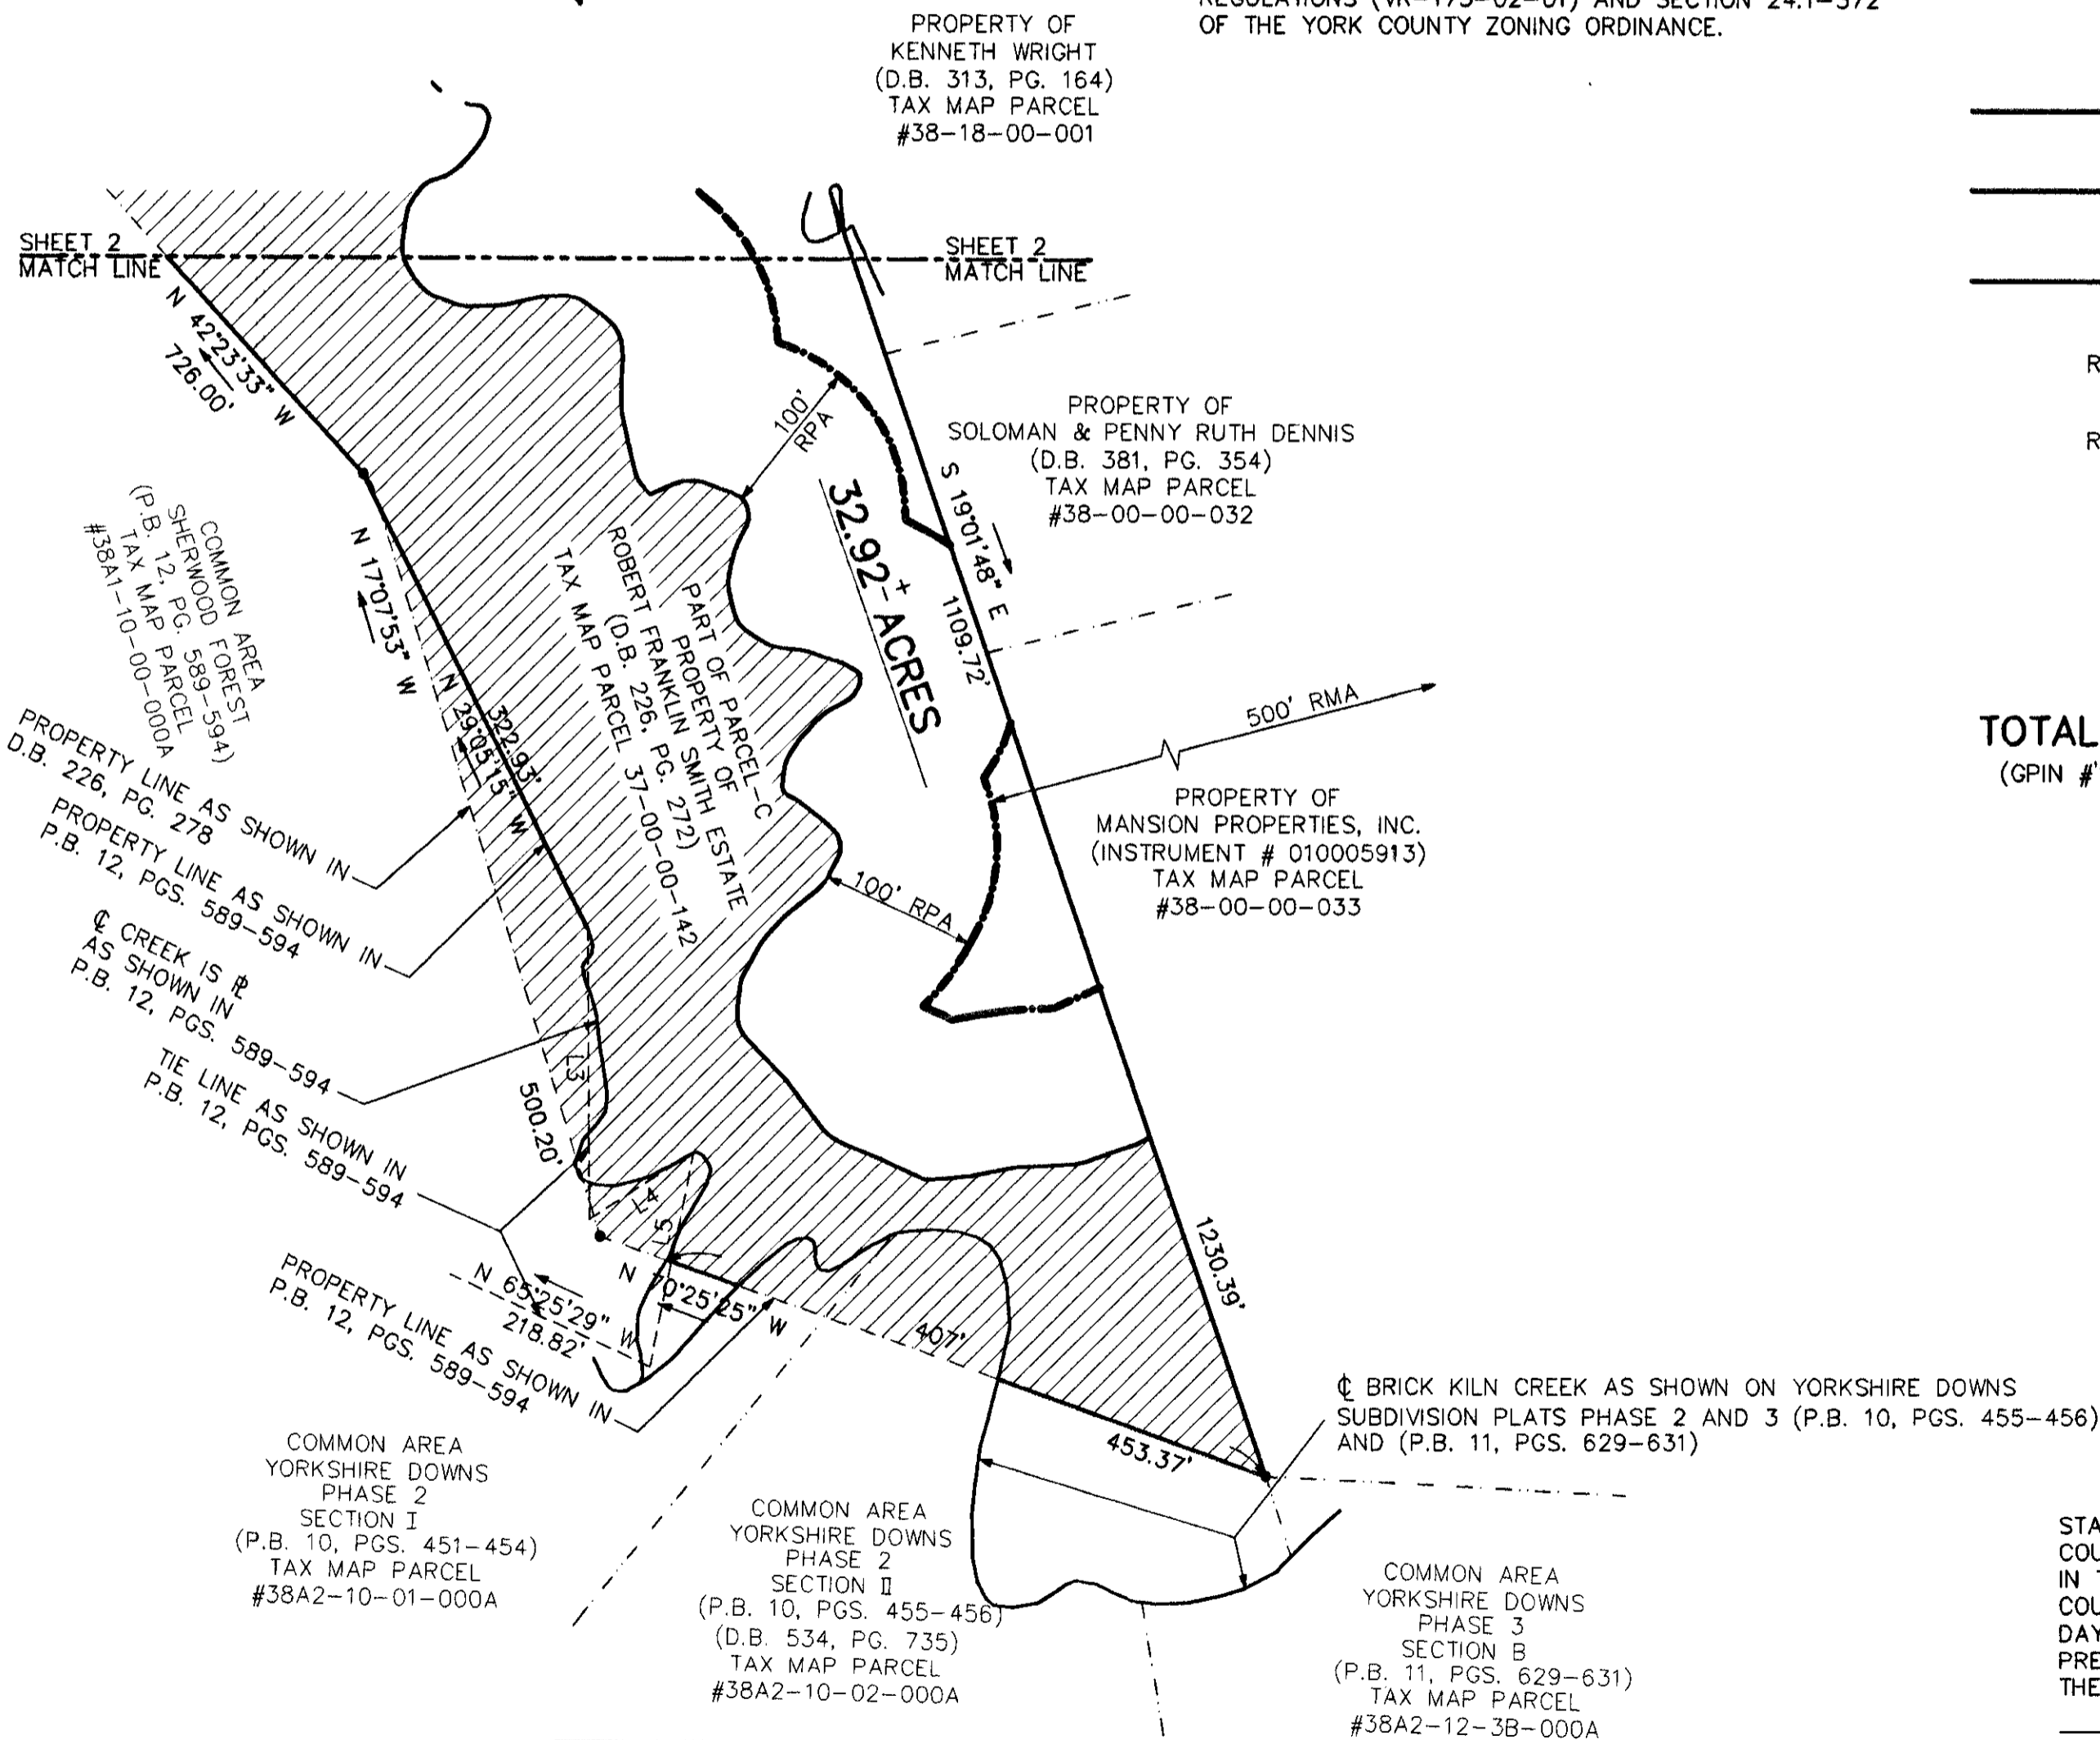 REGULATIONS (VR-173-02-01) AND SECTION 24.1-372
OF THE YORK COUNTY ZONING ORDINANCE.
PROPERTY OF
KENNETH WRIGHT
(D.B. 313, PG. 164)
TAX MAP PARCEL
#38-18-00-001
SHEET 2
MATCH LINE
SHEET 2
MATCH LINE
N 42°23'33" W
726.00'
100'
RPA
PROPERTY OF
SOLOMAN & PENNY RUTH DENNIS
(D.B. 381, PG. 354)
TAX MAP PARCEL
#38-00-00-032
R
R
S 19°01'48" E
1109.72'
32.92± ACRES
COMMON AREA
SHERWOOD FOREST
(P.B. 12, PG. 589-594)
TAX MAP PARCEL
#38A1-10-00-000A
N 17°07'53" W
N 29°05'15" W
322.93'
PART OF PARCEL-C
PROPERTY OF
ROBERT FRANKLIN SMITH ESTATE
(D.B. 226, PG. 272)
TAX MAP PARCEL 37-00-00-142
500' RMA
TOTAL
(GPIN #'
PROPERTY OF
MANSION PROPERTIES, INC.
(INSTRUMENT # 010005913)
TAX MAP PARCEL
#38-00-00-033
100' RPA
PROPERTY LINE AS SHOWN IN
D.B. 226, PG. 278
PROPERTY LINE AS SHOWN IN
P.B. 12, PGS. 589-594
℄ CREEK IS ⅊
AS SHOWN IN
P.B. 12, PGS. 589-594
TIE LINE AS SHOWN IN
P.B. 12, PGS. 589-594
L3
500.20'
L4
L5
PROPERTY LINE AS SHOWN IN
P.B. 12, PGS. 589-594
N 65°25'29" W
218.82'
N 70°25'25" W
407'
1230.39'
453.37'
℄ BRICK KILN CREEK AS SHOWN ON YORKSHIRE DOWNS
SUBDIVISION PLATS PHASE 2 AND 3 (P.B. 10, PGS. 455-456)
AND (P.B. 11, PGS. 629-631)
COMMON AREA
YORKSHIRE DOWNS
PHASE 2
SECTION I
(P.B. 10, PGS. 451-454)
TAX MAP PARCEL
#38A2-10-01-000A
COMMON AREA
YORKSHIRE DOWNS
PHASE 2
SECTION II
(P.B. 10, PGS. 455-456)
(D.B. 534, PG. 735)
TAX MAP PARCEL
#38A2-10-02-000A
COMMON AREA
YORKSHIRE DOWNS
PHASE 3
SECTION B
(P.B. 11, PGS. 629-631)
TAX MAP PARCEL
#38A2-12-3B-000A
STA
COU
IN T
COU
DAY
PRE
THE